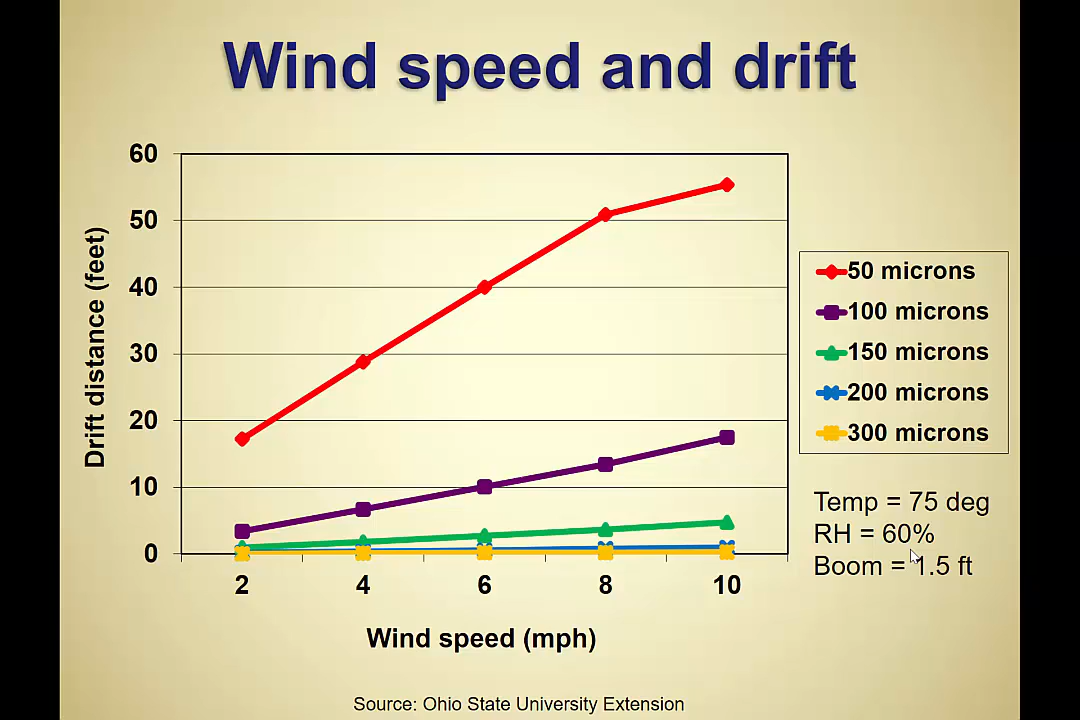 Wind speed and drift
60
50
40
30
20
10
0
Drift distance (feet)
2 4 6 8 10
Wind speed (mph)
50 microns
100 microns
150 microns
200 microns
300 microns
Temp = 75 deg
RH = 60%
Boom = 1.5 ft
Source: Ohio State University Extension